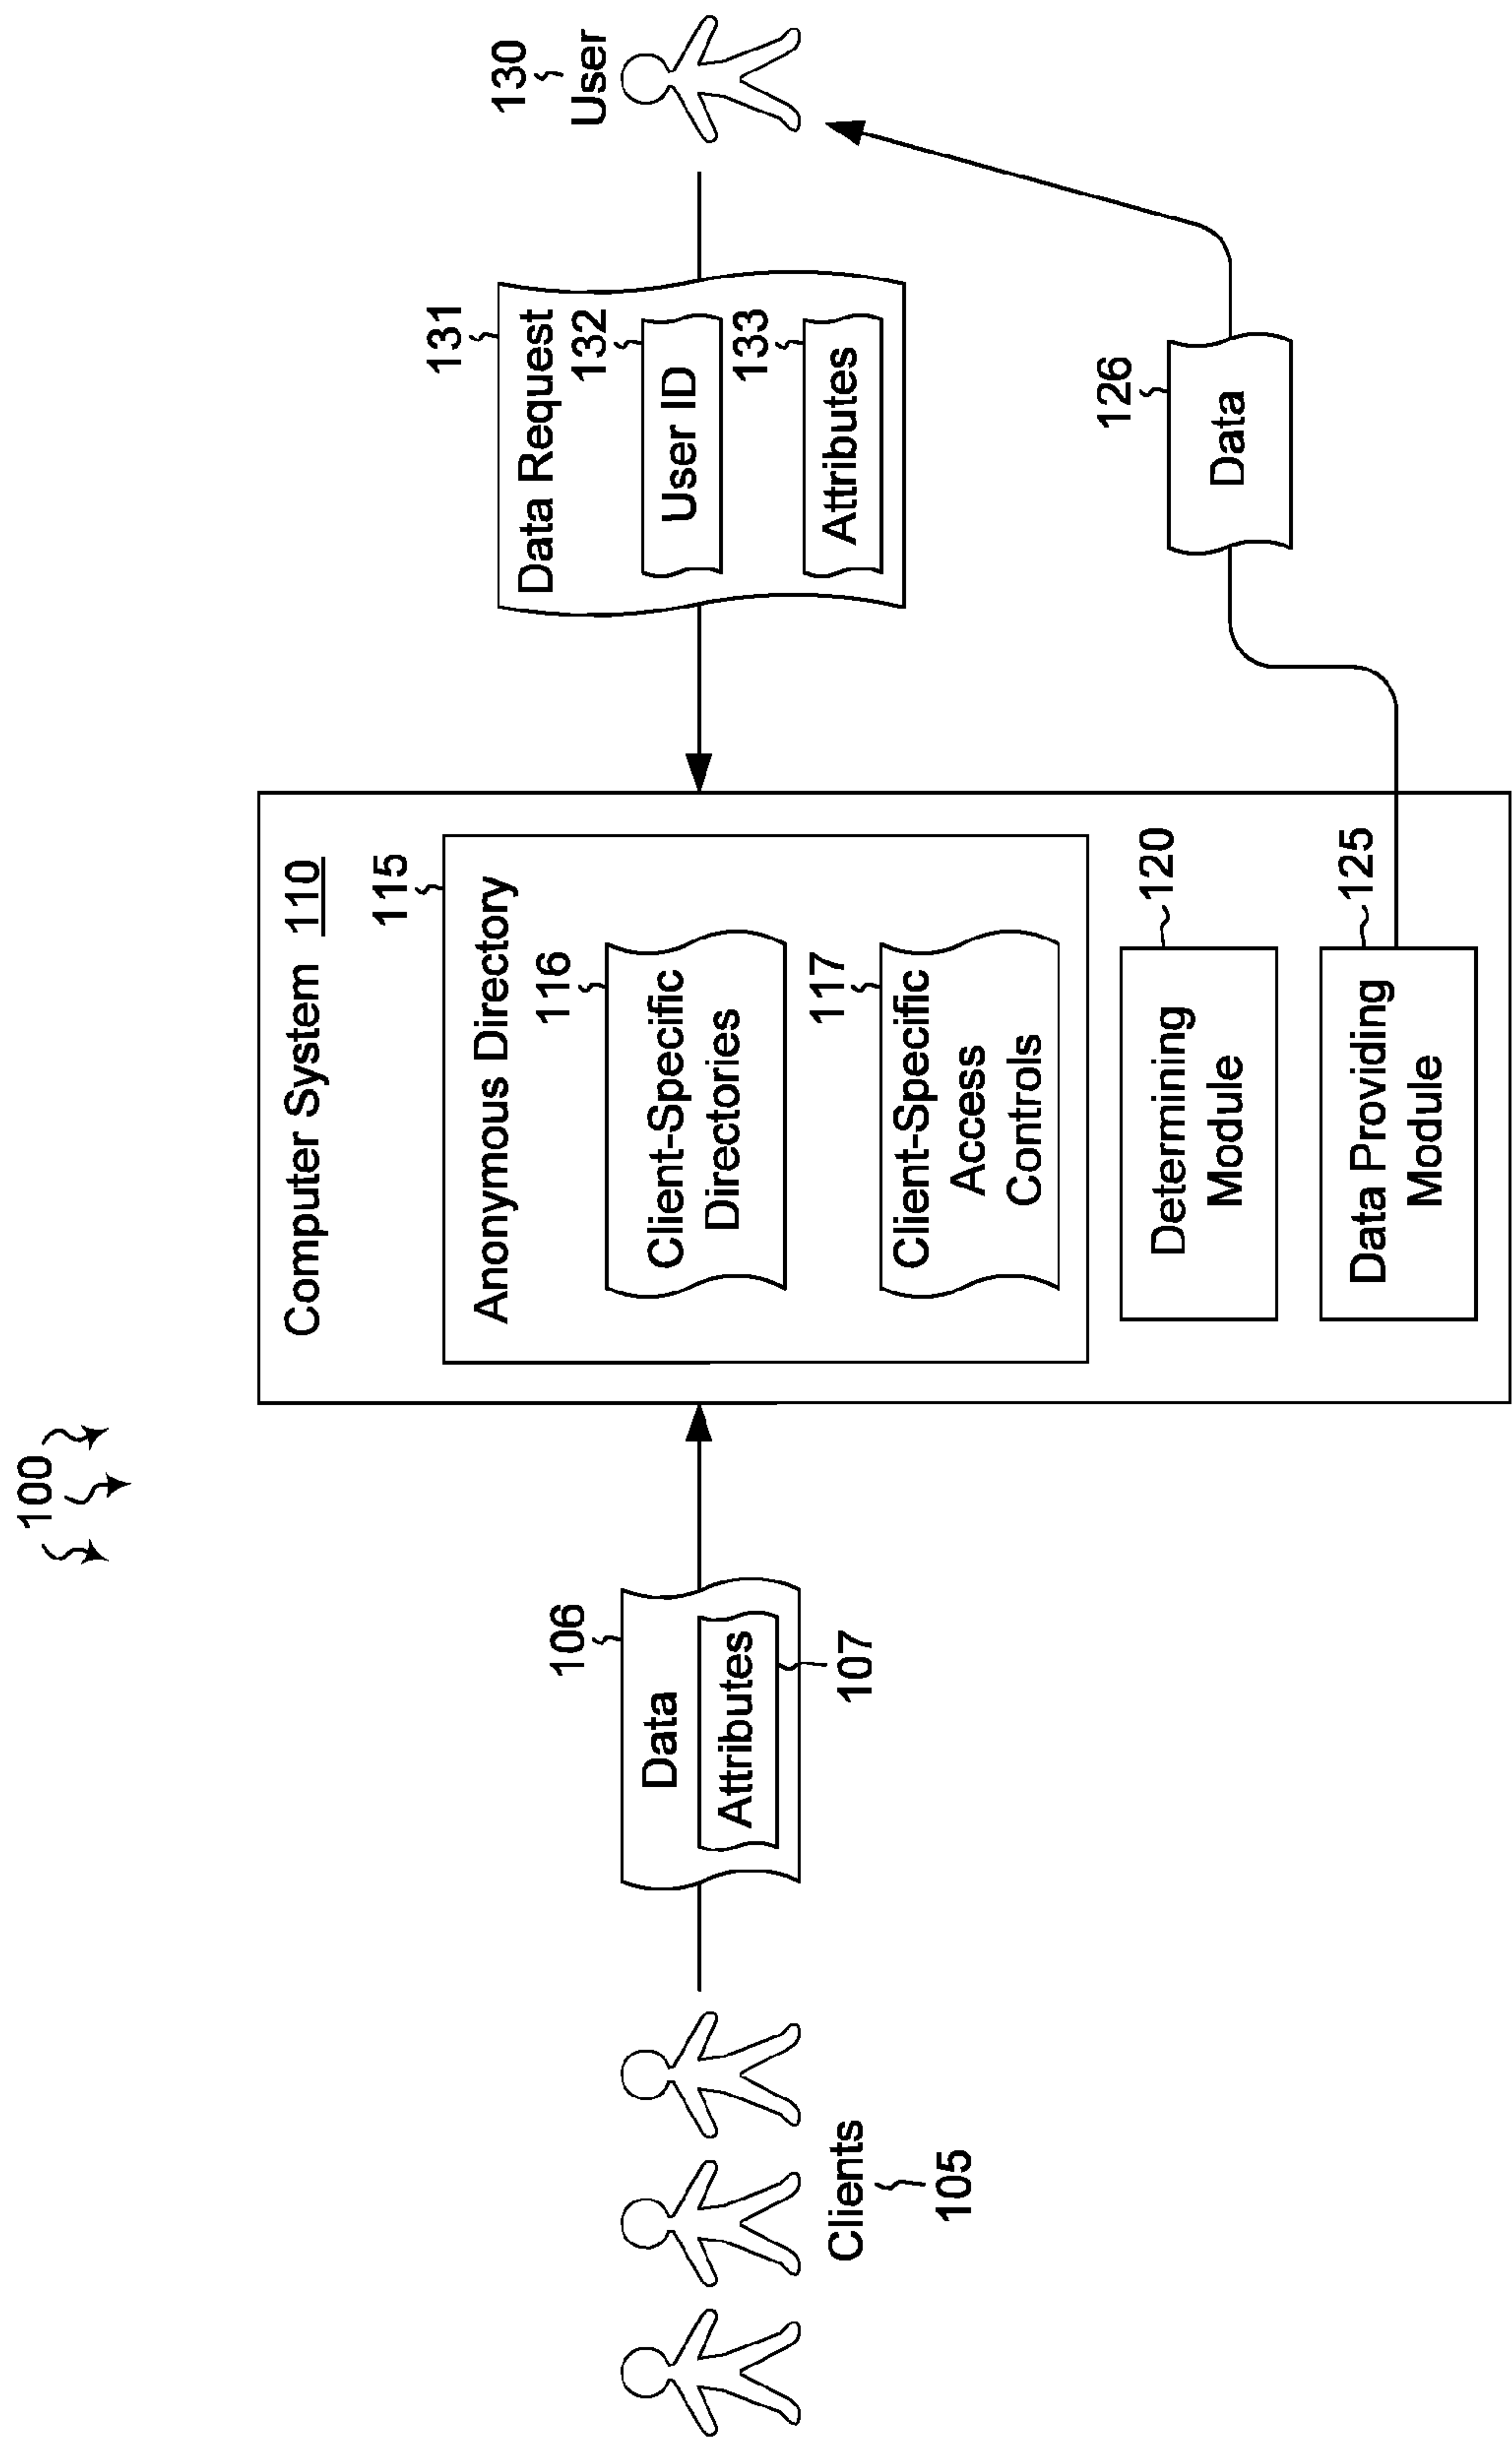 100
Computer System 110
115
Anonymous Directory
116
Client-Specific
Directories
117
Client-Specific
Access
Controls
Determining
Module
120
Data Providing
Module
125
106
Data
Attributes
107
Clients
105
130
User
131
Data Request
132
User ID
133
Attributes
126
Data